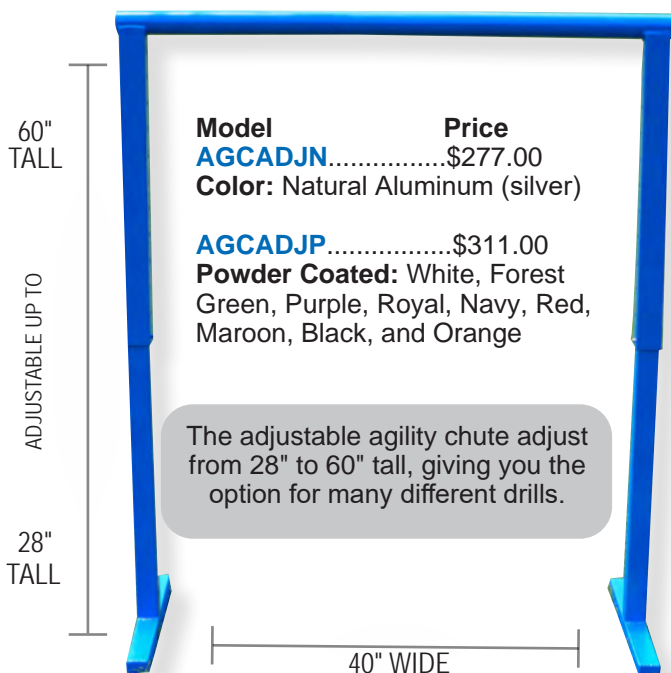 60"
TALL
ADJUSTABLE UP TO
28"
TALL
Model Price
AGCADJN.................$277.00
Color: Natural Aluminum (silver)
AGCADJP..................$311.00
Powder Coated: White, Forest
Green, Purple, Royal, Navy, Red,
Maroon, Black, and Orange
The adjustable agility chute adjust
from 28" to 60" tall, giving you the
option for many different drills.
40" WIDE